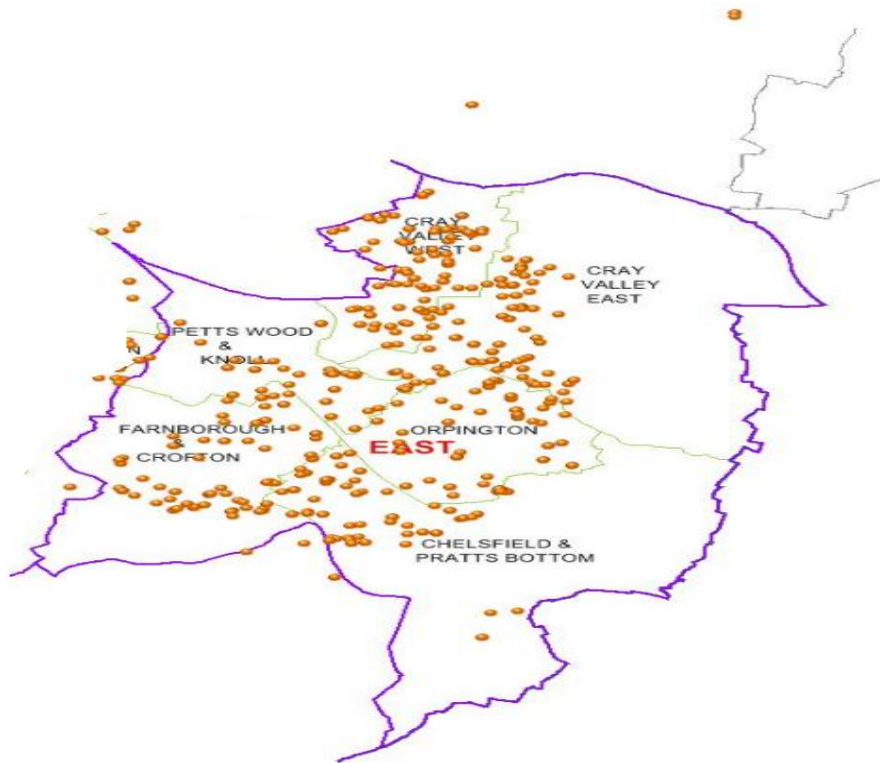 CRAY
VALLEY
WEST
CRAY
VALLEY
EAST
PETTS WOOD
&
KNOLL
N
FARNBOROUGH
&
CROFTON
ORPINGTON
EAST
CHELSFIELD &
PRATTS BOTTOM